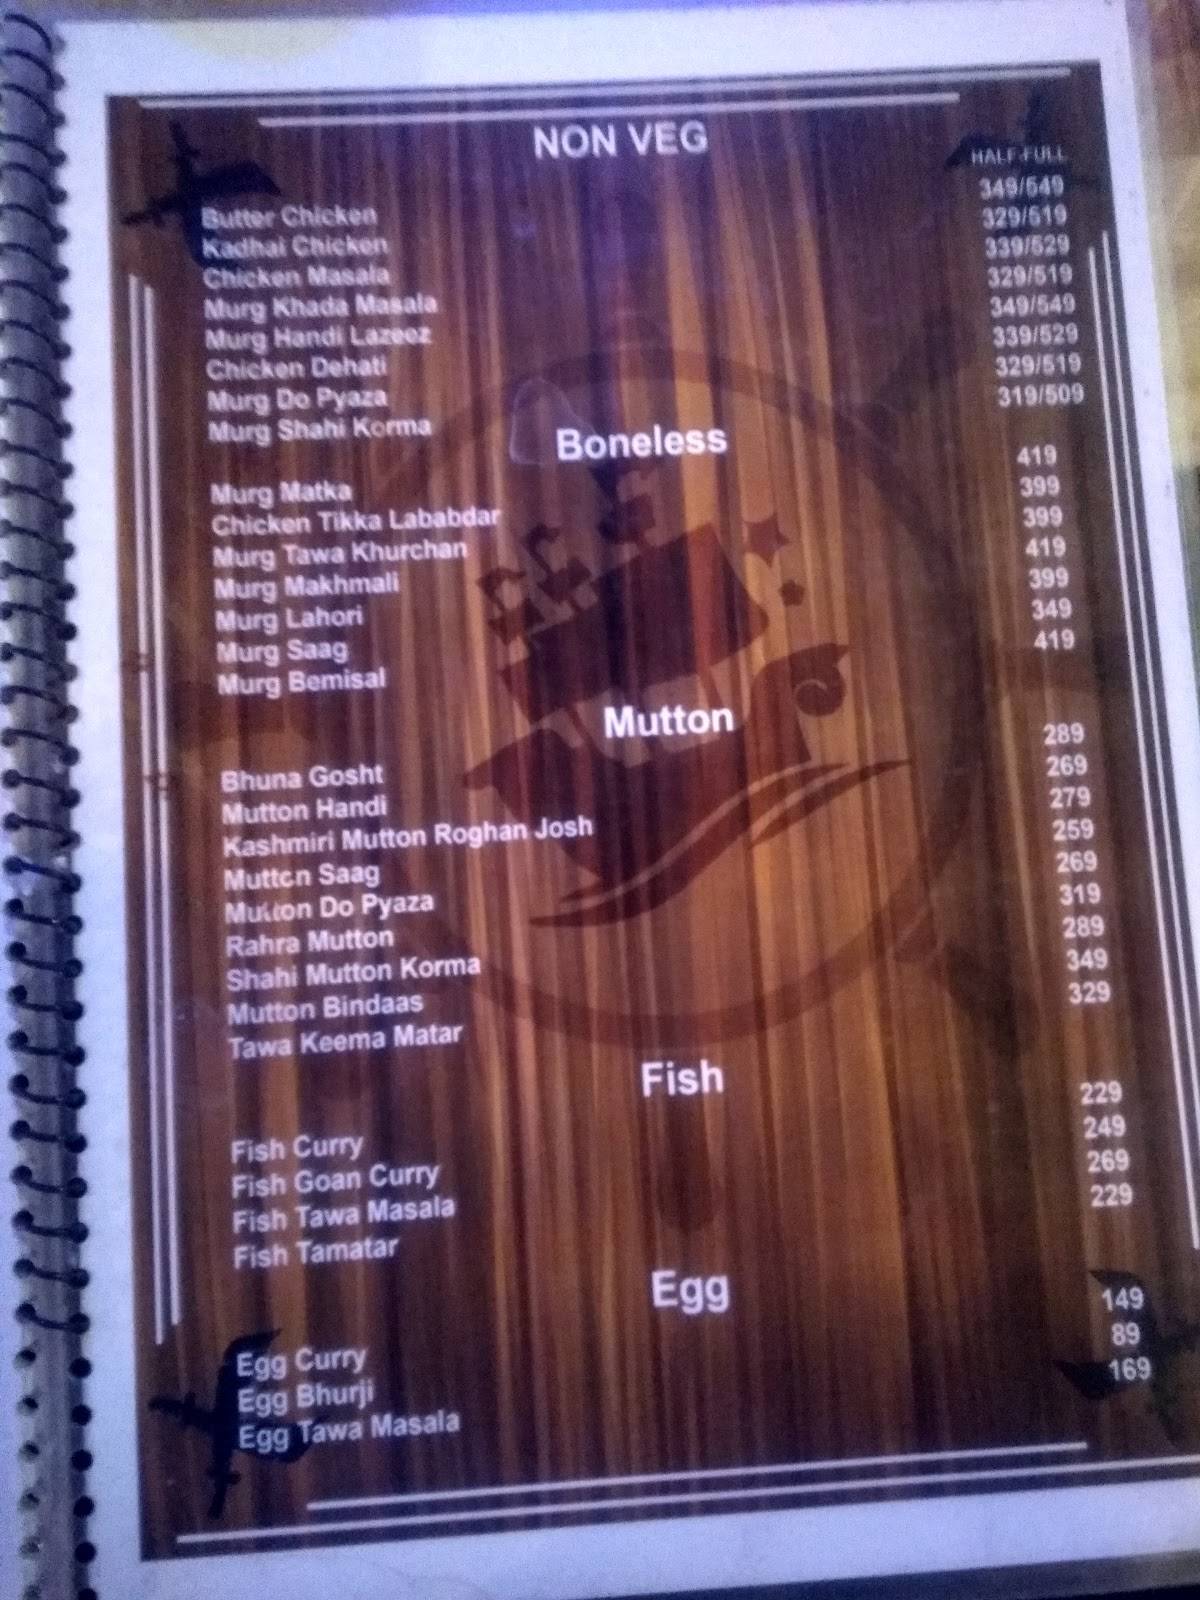 NON VEG
HALF-FULL
Butter Chicken 349/549
Kadhai Chicken 329/519
Chicken Masala 339/529
Murg Khada Masala 329/519
Murg Handi Lazeez 349/549
Chicken Dehati 339/529
Murg Do Pyaza 329/519
Murg Shahi Korma 319/509
Boneless
Murg Matka 419
Chicken Tikka Lababdar 399
Murg Tawa Khurchan 399
Murg Makhmali 419
Murg Lahori 399
Murg Saag 349
Murg Bemisal 419
Mutton
Bhuna Gosht 289
Mutton Handi 269
Kashmiri Mutton Roghan Josh 279
Mutton Saag 259
Mutton Do Pyaza 269
Rahra Mutton 319
Shahi Mutton Korma 289
Mutton Bindaas 349
Tawa Keema Matar 329
Fish
Fish Curry 229
Fish Goan Curry 249
Fish Tawa Masala 269
Fish Tamatar 229
Egg
Egg Curry 149
Egg Bhurji 89
Egg Tawa Masala 169